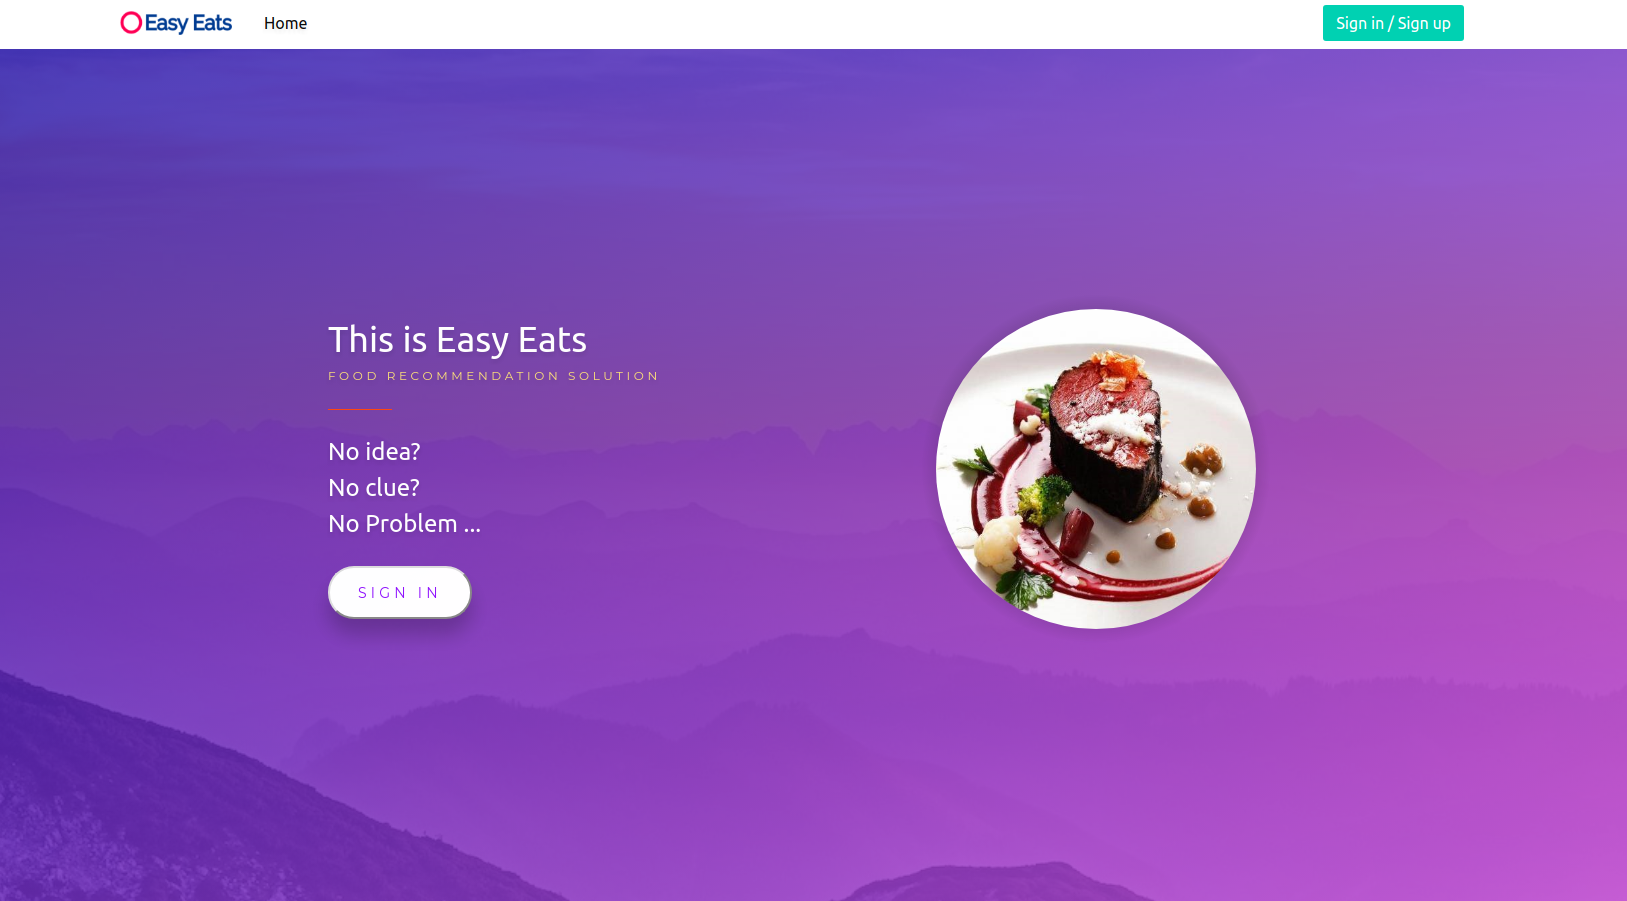 Easy Eats
Home
Sign in / Sign up
This is Easy Eats
FOOD RECOMMENDATION SOLUTION
No idea?
No clue?
No Problem ...
SIGN IN